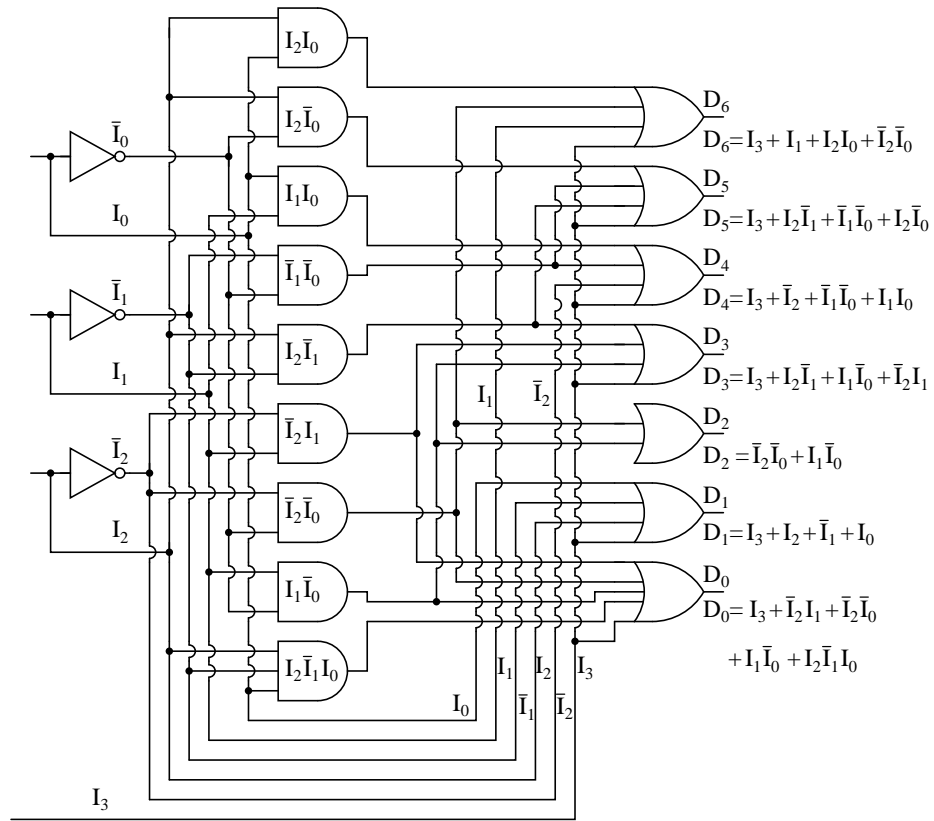 I₂I₀
I₂Ī₀
I₁I₀
Ī₁Ī₀
I₂Ī₁
Ī₂I₁
Ī₂Ī₀
I₁Ī₀
I₂Ī₁I₀
Ī₀
I₀
Ī₁
I₁
Ī₂
I₂
I₃
I₁
Ī₂
I₀
I₁
Ī₁
I₂
Ī₂
I₃
D₆
D₆=I₃+I₁+I₂I₀+Ī₂Ī₀
D₅
D₅=I₃+I₂Ī₁+Ī₁Ī₀+I₂Ī₀
D₄
D₄=I₃+Ī₂+Ī₁Ī₀+I₁I₀
D₃
D₃=I₃+I₂Ī₁+I₁Ī₀+Ī₂I₁
D₂
D₂=Ī₂Ī₀+I₁Ī₀
D₁
D₁=I₃+I₂+Ī₁+I₀
D₀
D₀=I₃+Ī₂I₁+Ī₂Ī₀
+I₁Ī₀+I₂Ī₁I₀